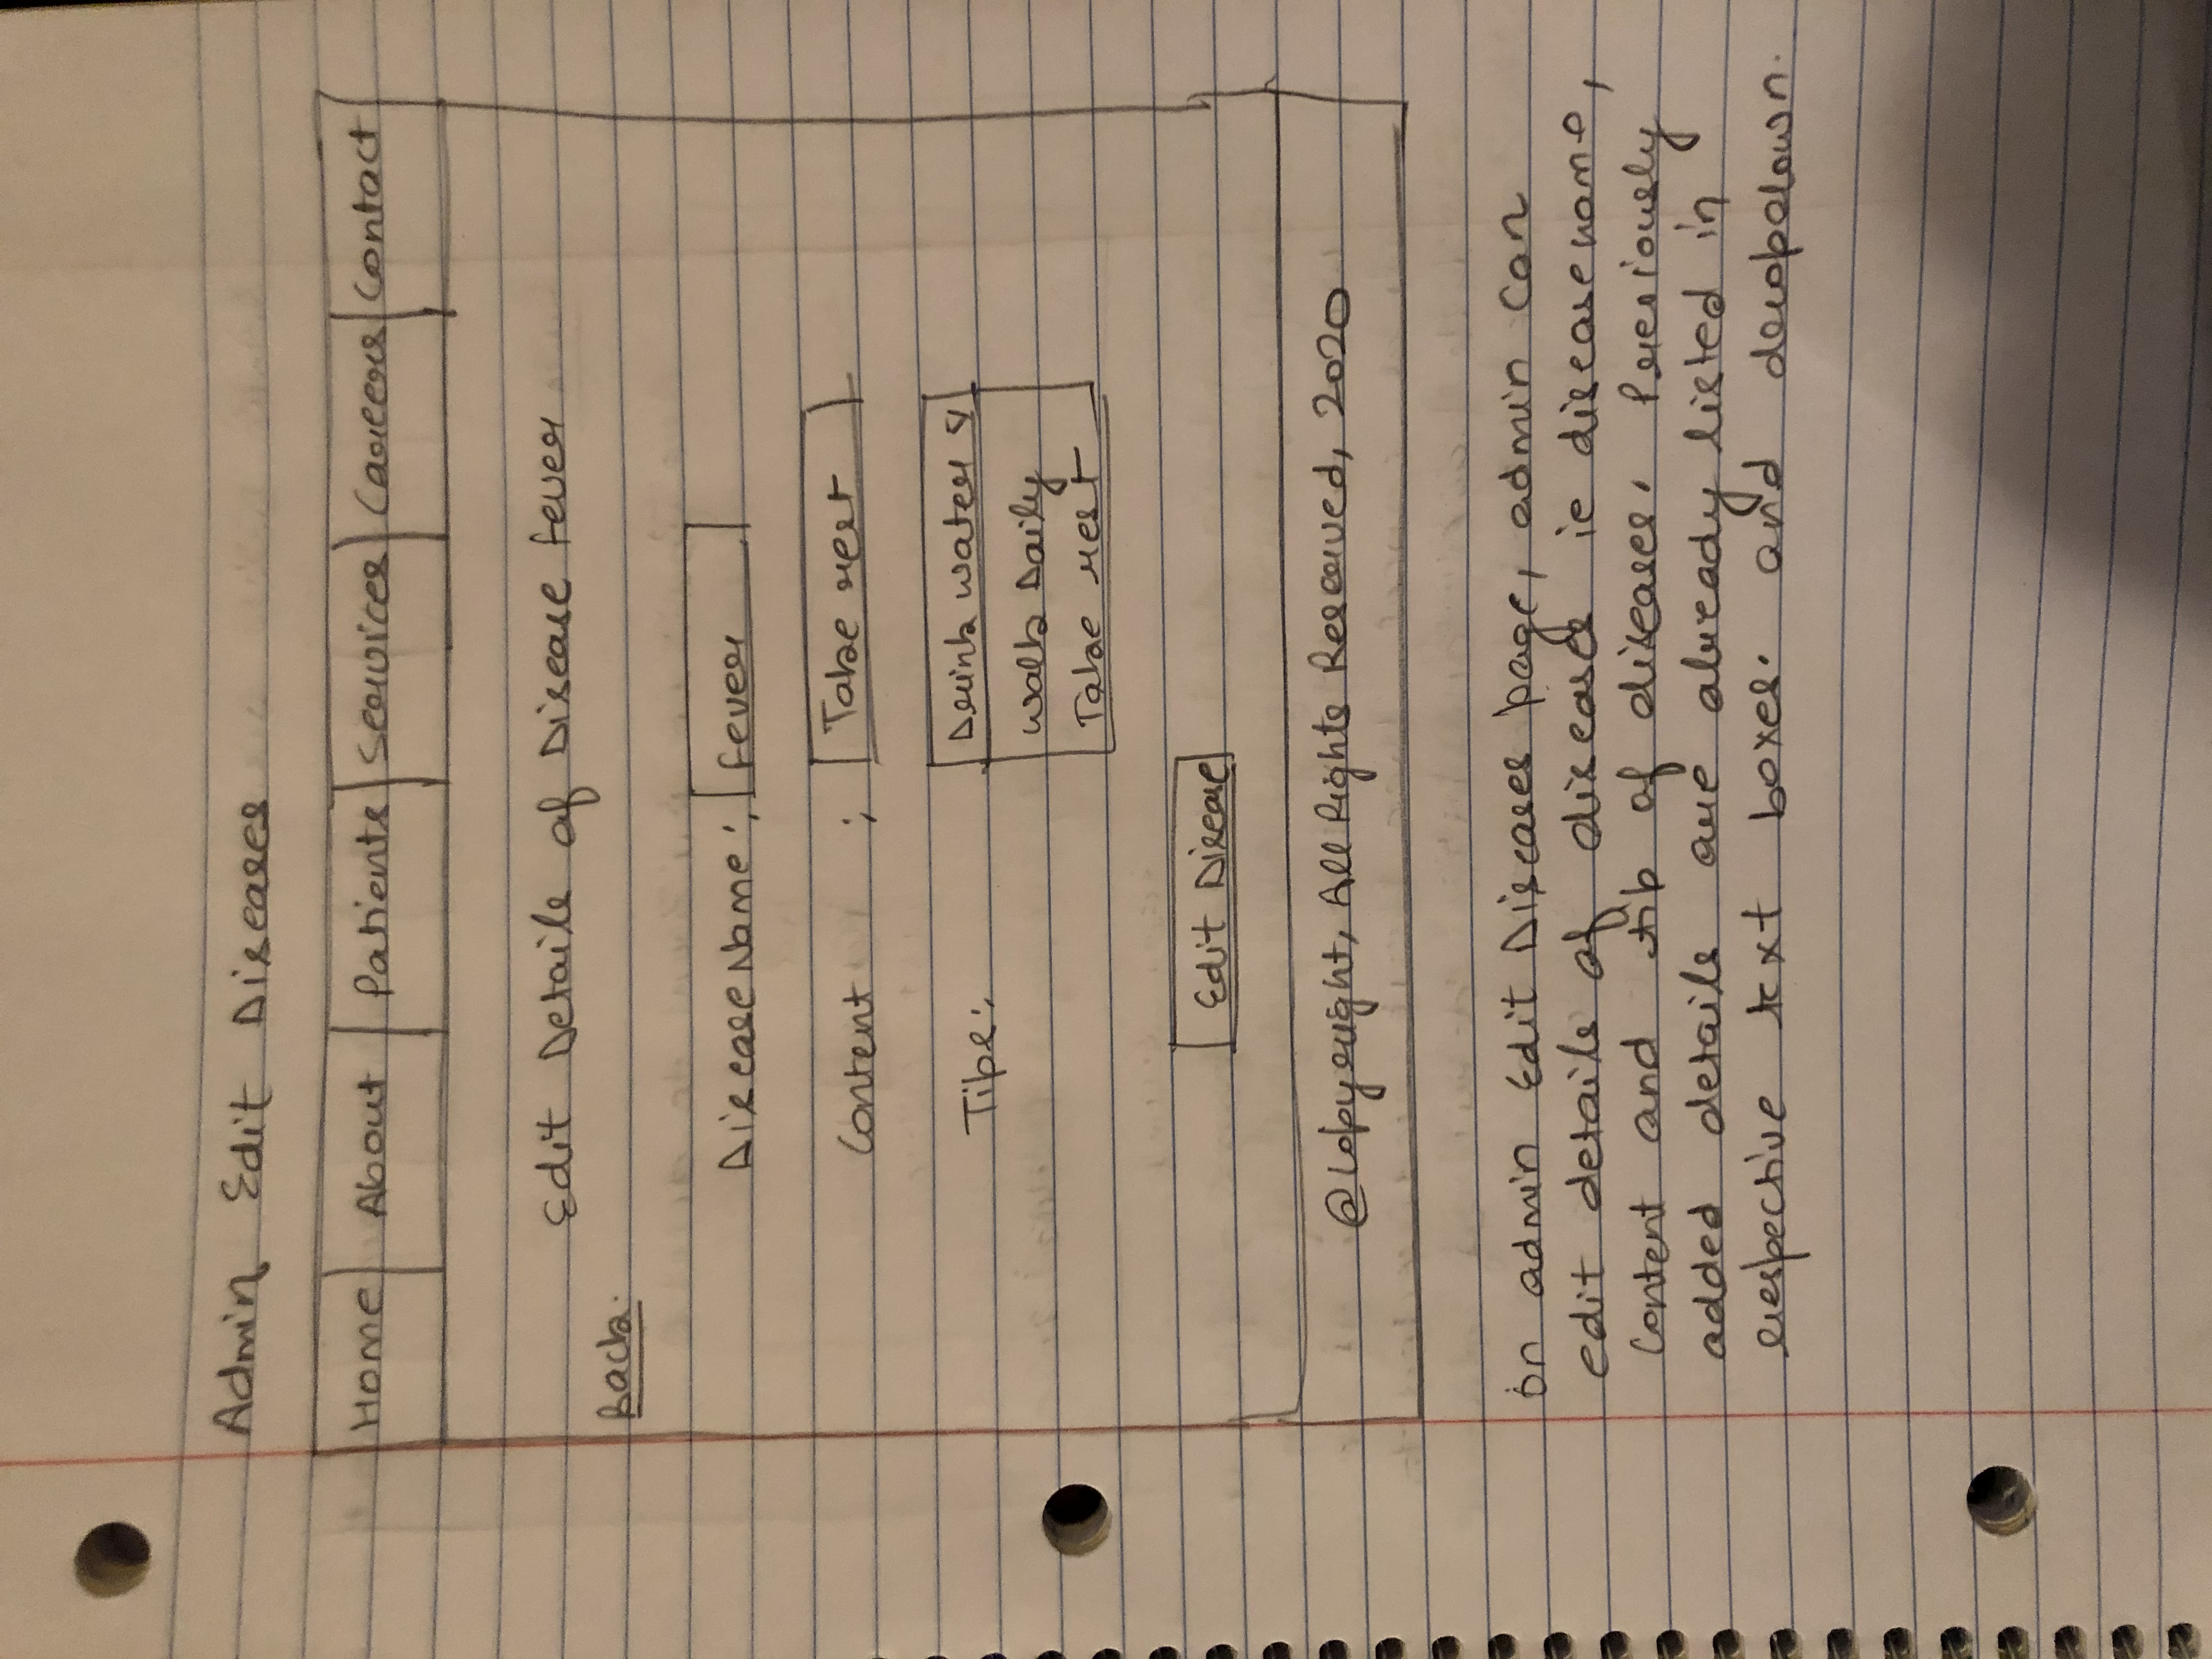 Admin Edit Diseases
Home About Patients Services Careers Contact
Edit Details of Disease fever
Back.
Disease Name: fever
Content : Take rest
Tips: Drink water
Walk Daily
Take rest
Edit Disease
@Copyright, All Rights Reserved, 2020
On admin Edit Diseases page, admin can
edit details of diseases ie diseasename,
Content and tip of diseases. Previously
added details are already listed in
respective text boxes. and dropdown.